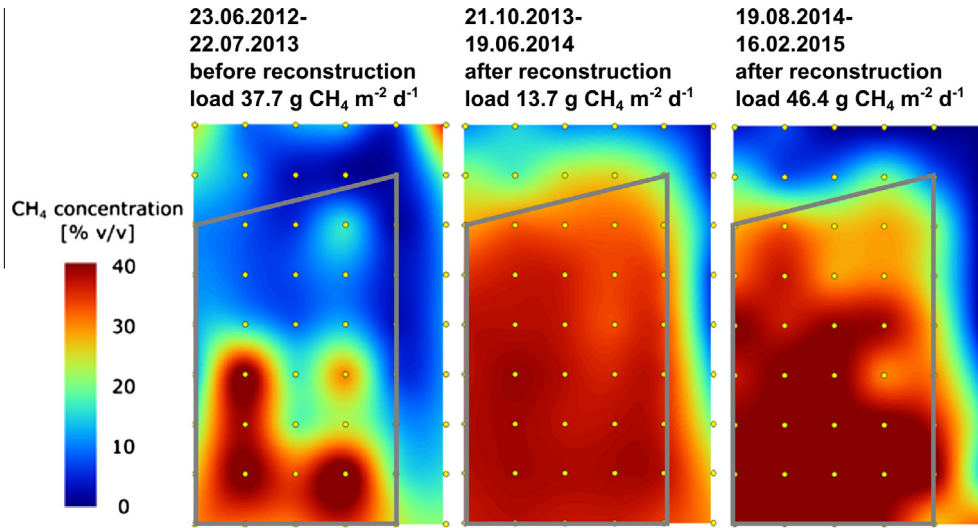 23.06.2012-
22.07.2013
before reconstruction
load 37.7 g CH₄ m⁻² d⁻¹
21.10.2013-
19.06.2014
after reconstruction
load 13.7 g CH₄ m⁻² d⁻¹
19.08.2014-
16.02.2015
after reconstruction
load 46.4 g CH₄ m⁻² d⁻¹
CH₄ concentration
[% v/v]
40
30
20
10
0